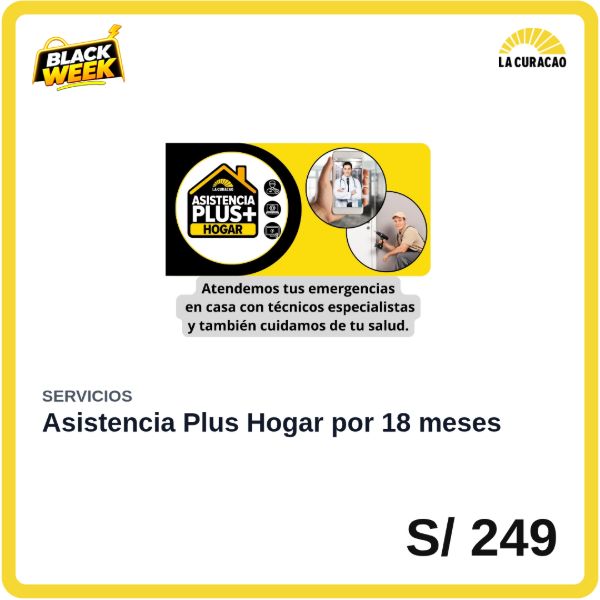 BLACK
WEEK
LA CURACAO
LA CURACAO
ASISTENCIA
PLUS+
HOGAR
Atendemos tus emergencias
en casa con técnicos especialistas
y también cuidamos de tu salud.
SERVICIOS
Asistencia Plus Hogar por 18 meses
S/ 249